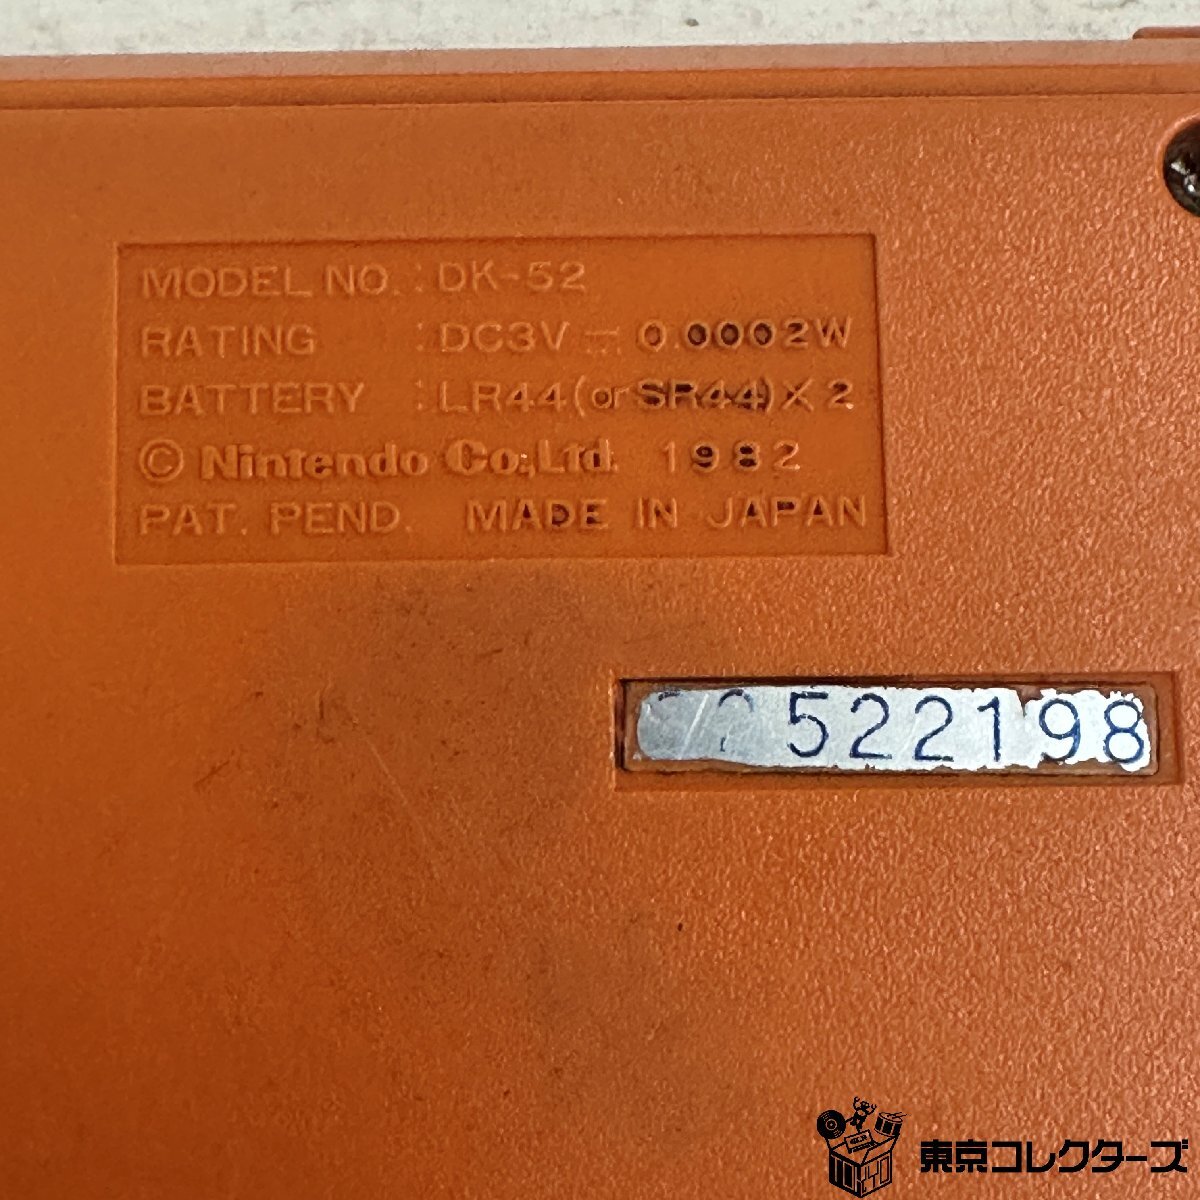 MODEL NO. : DK-52
RATING : DC3V ⎓ 0.0002W
BATTERY : LR44 (or SR44) X 2
© Nintendo Co.,Ltd. 1982
PAT. PEND. MADE IN JAPAN
522198
TOKYO
東京コレクターズ